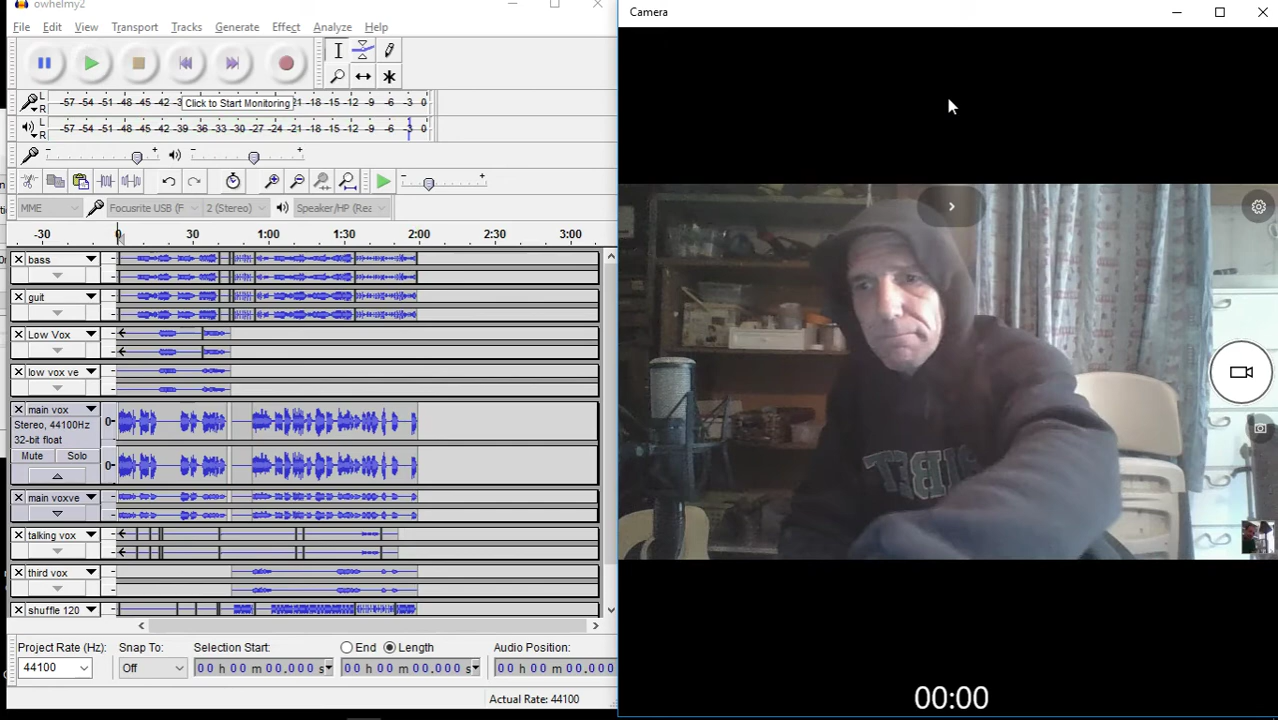 owhelmy2
File Edit View Transport Tracks Generate Effect Analyze Help
L
R
-57 -54 -51 -48 -45 -42 -3 Click to Start Monitoring -21 -18 -15 -12 -9 -6 -3 0
L
R
-57 -54 -51 -48 -45 -42 -39 -36 -33 -30 -27 -24 -21 -18 -15 -12 -9 -6 -3 0
- + - +
- +
MME Focusrite USB (F 2 (Stereo) Speaker/HP (Rea
-30 0 30 1:00 1:30 2:00 2:30 3:00
bass
guit
Low Vox
low vox ve
main vox
Stereo, 44100Hz
32-bit float
Mute Solo
0-
0-
main voxve
talking vox
third vox
shuffle 120
Project Rate (Hz): Snap To: Selection Start: End Length Audio Position:
44100 Off 00 h 00 m 00.000 s 00 h 00 m 00.000 s 00 h 00 m 00.000
Actual Rate: 44100
Camera
00:00